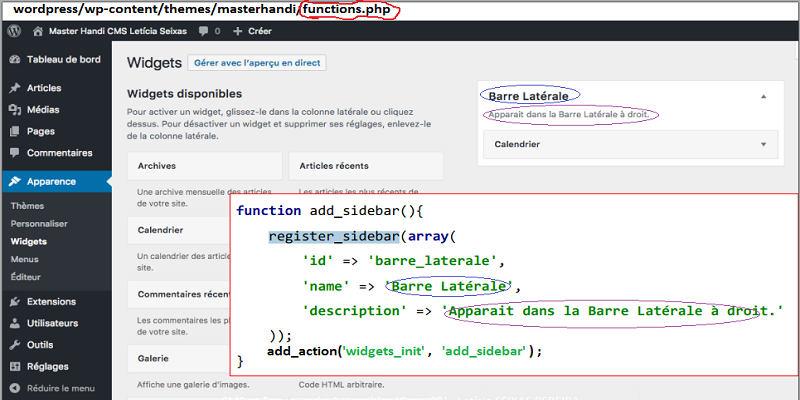 wordpress/wp-content/themes/masterhandi/functions.php
Master Handi CMS Letícia Seixas 0 + Créer
Tableau de bord
Articles
Médias
Pages
Commentaires
Apparence
Thèmes
Personnaliser
Widgets
Menus
Éditeur
Extensions
Utilisateurs
Outils
Réglages
Réduire le menu
Widgets Gérer avec l'aperçu en direct
Widgets disponibles
Pour activer un widget, glissez-le dans la colonne latérale ou cliquez
dessus. Pour désactiver un widget et supprimer ses réglages, enlevez-le
de la colonne latérale.
Archives
Une archive mensuelle des articles
de votre site.
Articles récents
Les articles les plus récents de
Calendrier
Un calendrier des articles
site.
Commentaires récents
Les commentaires les plus
de votre site.
Galerie
Affiche une galerie d'images.
Code HTML arbitraire.
Barre Latérale
Apparait dans la Barre Latérale à droit.
Calendrier
function add_sidebar(){
register_sidebar(array(
'id' => 'barre_laterale',
'name' => 'Barre Latérale',
'description' => 'Apparait dans la Barre Latérale à droit.'
));
add_action('widgets_init', 'add_sidebar');
}